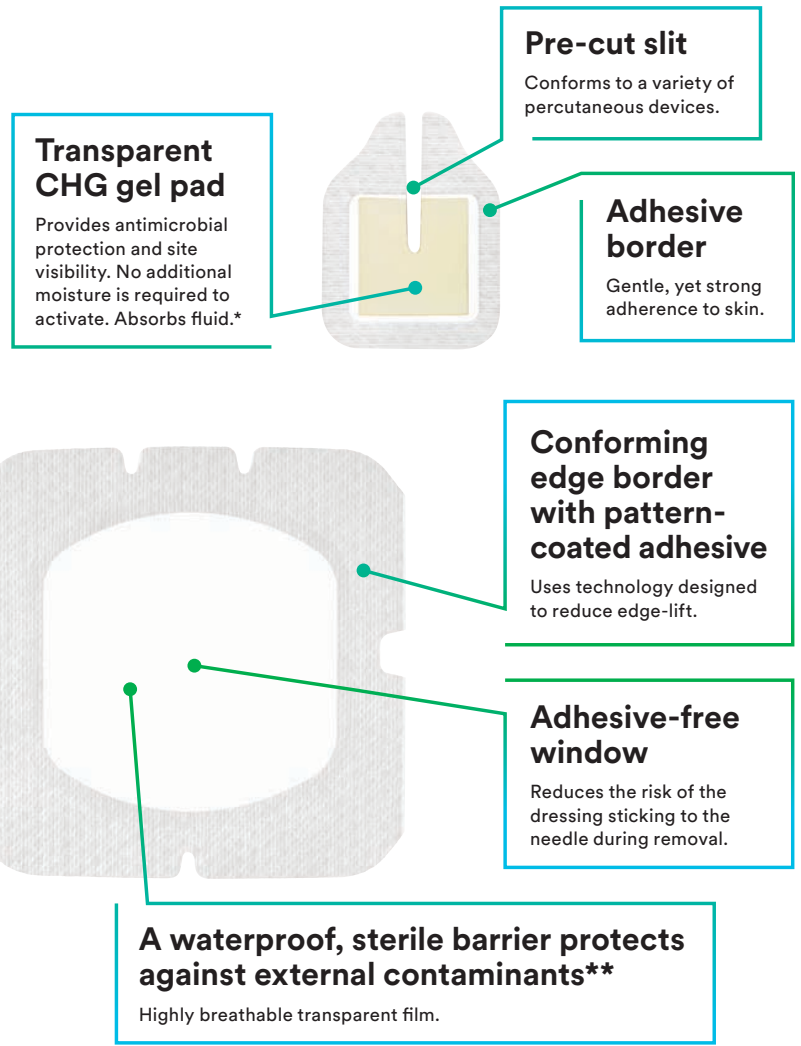 Pre-cut slit
Conforms to a variety of
percutaneous devices.
Transparent
CHG gel pad
Provides antimicrobial
protection and site
visibility. No additional
moisture is required to
activate. Absorbs fluid.*
Adhesive
border
Gentle, yet strong
adherence to skin.
Conforming
edge border
with pattern-
coated adhesive
Uses technology designed
to reduce edge-lift.
Adhesive-free
window
Reduces the risk of the
dressing sticking to the
needle during removal.
A waterproof, sterile barrier protects
against external contaminants**
Highly breathable transparent film.